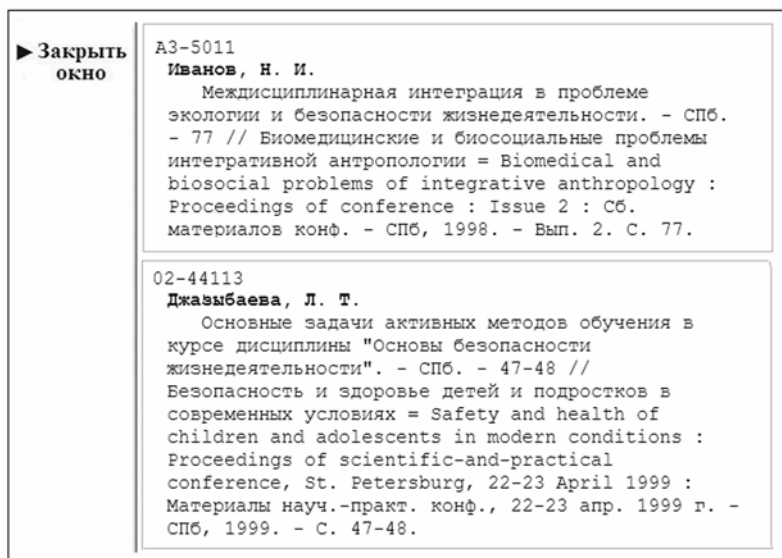 ► Закрыть
окно
А3-5011
Иванов, Н. И.
Междисциплинарная интеграция в проблеме
экологии и безопасности жизнедеятельности. - СПб.
- 77 // Биомедицинские и биосоциальные проблемы
интегративной антропологии = Biomedical and
biosocial problems of integrative anthropology :
Proceedings of conference : Issue 2 : Сб.
материалов конф. - СПб, 1998. - Вып. 2. С. 77.
02-44113
Джазыбаева, Л. Т.
Основные задачи активных методов обучения в
курсе дисциплины "Основы безопасности
жизнедеятельности". - СПб. - 47-48 //
Безопасность и здоровье детей и подростков в
современных условиях = Safety and health of
children and adolescents in modern conditions :
Proceedings of scientific-and-practical
conference, St. Petersburg, 22-23 April 1999 :
Материалы науч.-практ. конф., 22-23 апр. 1999 г. -
СПб, 1999. - С. 47-48.